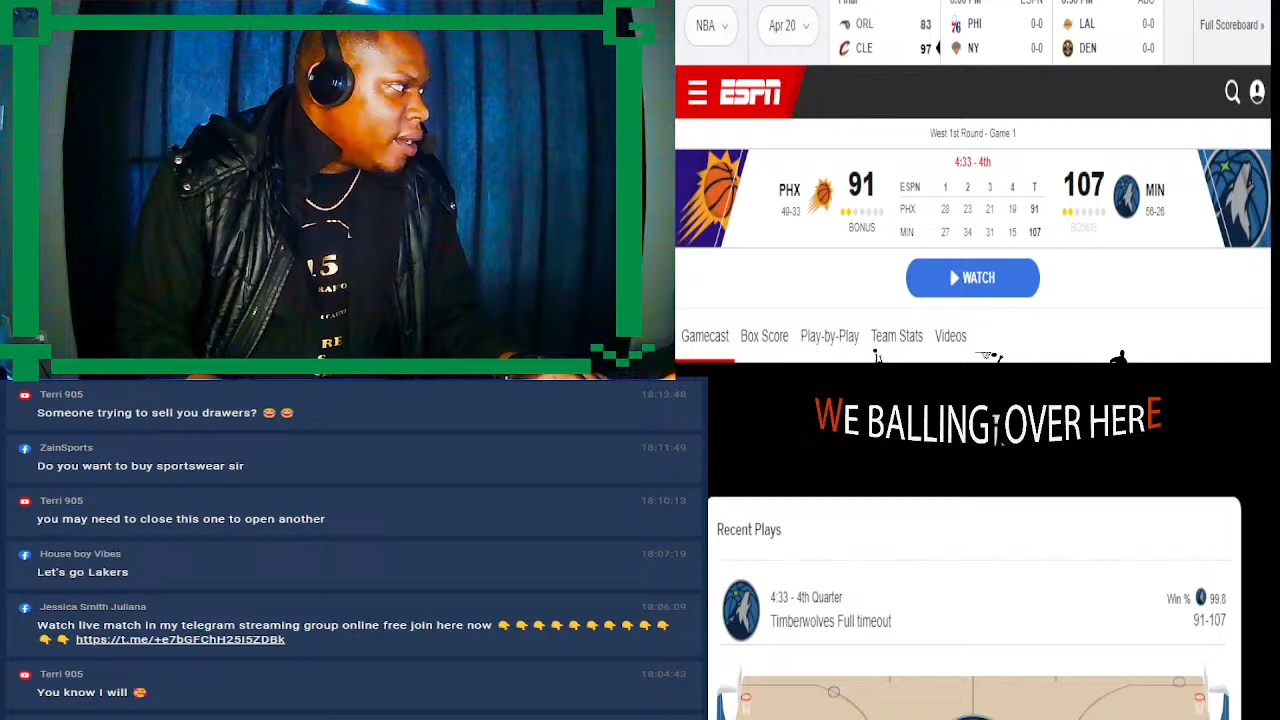 15
RE
Terri 905
18:13:48
Someone trying to sell you drawers?
ZainSports
18:11:49
Do you want to buy sportswear sir
Terri 905
18:10:13
you may need to close this one to open another
House boy Vibes
18:07:19
Let's go Lakers
Jessica Smith Juliana
18:06:09
Watch live match in my telegram streaming group online free join here now 👇👇👇👇👇👇👇👇👇👇
👇👇 https://t.me/+e7bGFChH25I5ZDBk
Terri 905
18:04:43
You know I will
NBA
Apr 20
ORL 83
CLE 97
PHI 0-0
NY 0-0
LAL 0-0
DEN 0-0
Full Scoreboard »
ESPN
West 1st Round - Game 1
4:33 - 4th
PHX
49-33
91
BONUS
ESPN 1 2 3 4 T
PHX 28 23 21 19 91
MIN 27 34 31 15 107
107
BONUS
MIN
56-26
WATCH
Gamecast Box Score Play-by-Play Team Stats Videos
WE BALLING OVER HERE
Recent Plays
4:33 - 4th Quarter
Timberwolves Full timeout
Win % 99.8
91-107